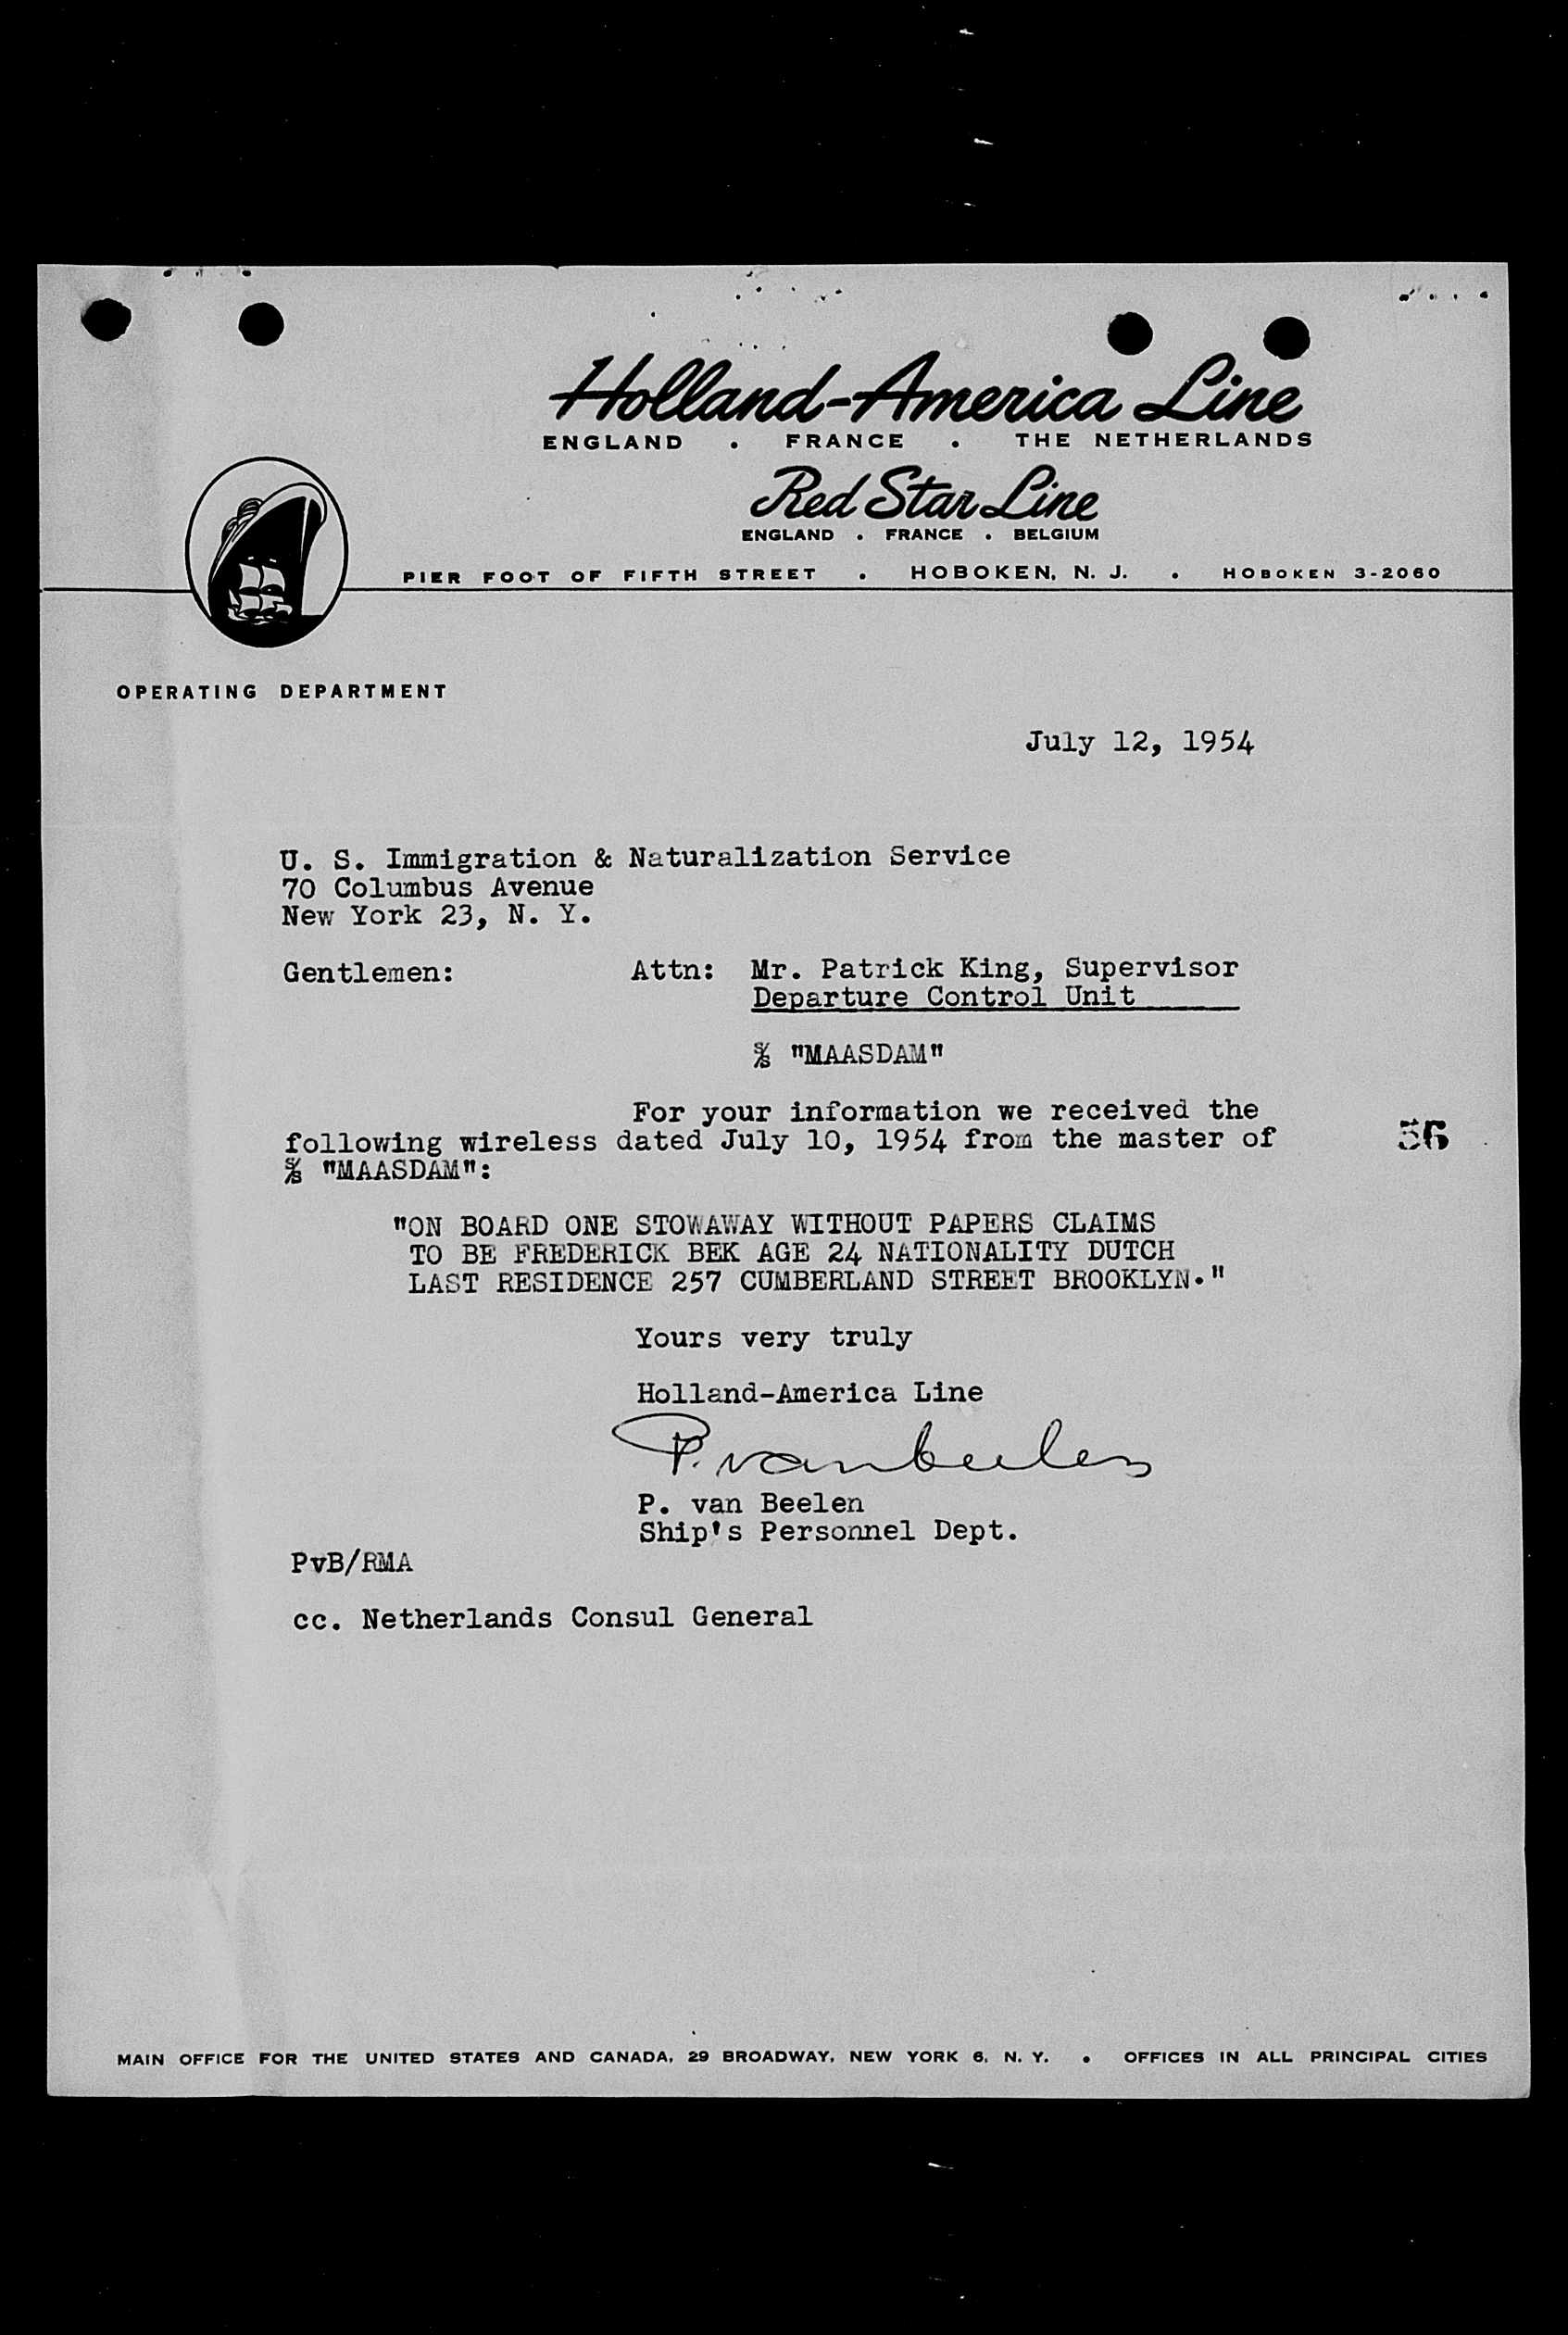 Holland-America Line
ENGLAND . FRANCE . THE NETHERLANDS
Red Star Line
ENGLAND . FRANCE . BELGIUM
PIER FOOT OF FIFTH STREET . HOBOKEN, N. J. . HOBOKEN 3-2060
OPERATING DEPARTMENT
July 12, 1954
U. S. Immigration & Naturalization Service
70 Columbus Avenue
New York 23, N. Y.
Gentlemen: Attn: Mr. Patrick King, Supervisor
Departure Control Unit
S/S "MAASDAM"
For your information we received the
following wireless dated July 10, 1954 from the master of
S/S "MAASDAM":
56
"ON BOARD ONE STOWAWAY WITHOUT PAPERS CLAIMS
TO BE FREDERICK BEK AGE 24 NATIONALITY DUTCH
LAST RESIDENCE 257 CUMBERLAND STREET BROOKLYN."
Yours very truly
Holland-America Line
P. van Beelen
P. van Beelen
Ship's Personnel Dept.
PvB/RMA
cc. Netherlands Consul General
MAIN OFFICE FOR THE UNITED STATES AND CANADA, 29 BROADWAY, NEW YORK 6, N. Y. • OFFICES IN ALL PRINCIPAL CITIES